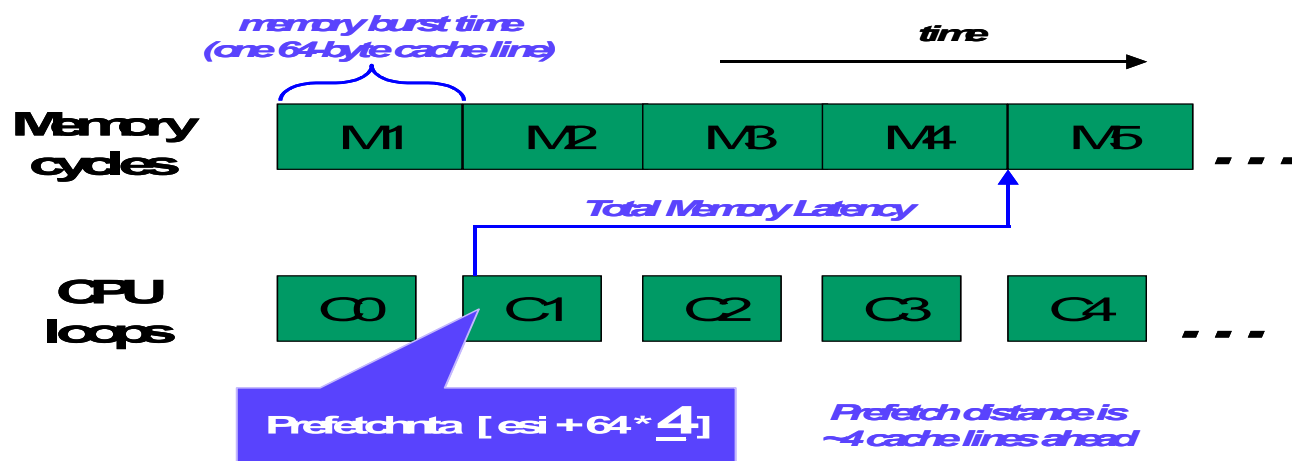 memory burst time
(one 64-byte cache line)
time
Memory
cycles
M1 M2 M3 M4 M5 ...
Total Memory Latency
CPU
loops
C0 C1 C2 C3 C4 ...
Prefetchnta [esi + 64* 4]
Prefetch distance is
~4 cache lines ahead